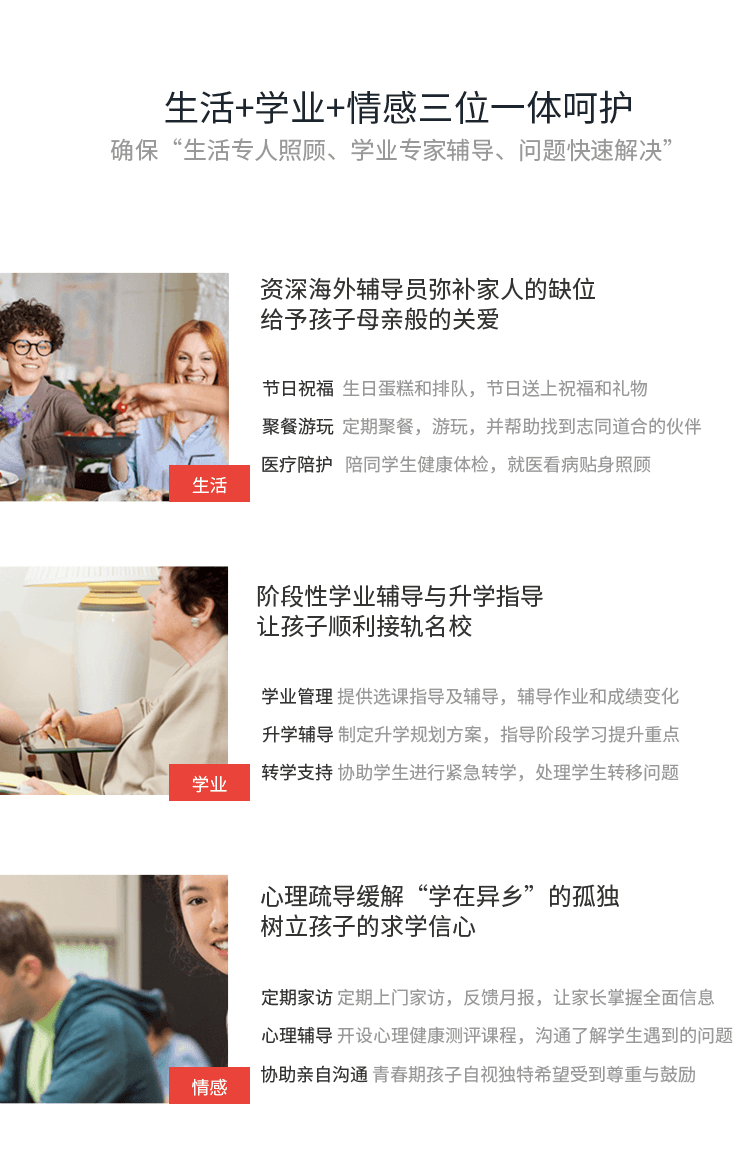 生活+学业+情感三位一体呵护
确保“生活专人照顾、学业专家辅导、问题快速解决”
资深海外辅导员弥补家人的缺位
给予孩子母亲般的关爱
节日祝福 生日蛋糕和排队，节日送上祝福和礼物
聚餐游玩 定期聚餐，游玩，并帮助找到志同道合的伙伴
医疗陪护 陪同学生健康体检，就医看病贴身照顾
生活
阶段性学业辅导与升学指导
让孩子顺利接轨名校
学业管理 提供选课指导及辅导，辅导作业和成绩变化
升学辅导 制定升学规划方案，指导阶段学习提升重点
转学支持 协助学生进行紧急转学，处理学生转移问题
学业
心理疏导缓解“学在异乡”的孤独
树立孩子的求学信心
定期家访 定期上门家访，反馈月报，让家长掌握全面信息
心理辅导 开设心理健康测评课程，沟通了解学生遇到的问题
协助亲自沟通 青春期孩子自视独特希望受到尊重与鼓励
情感